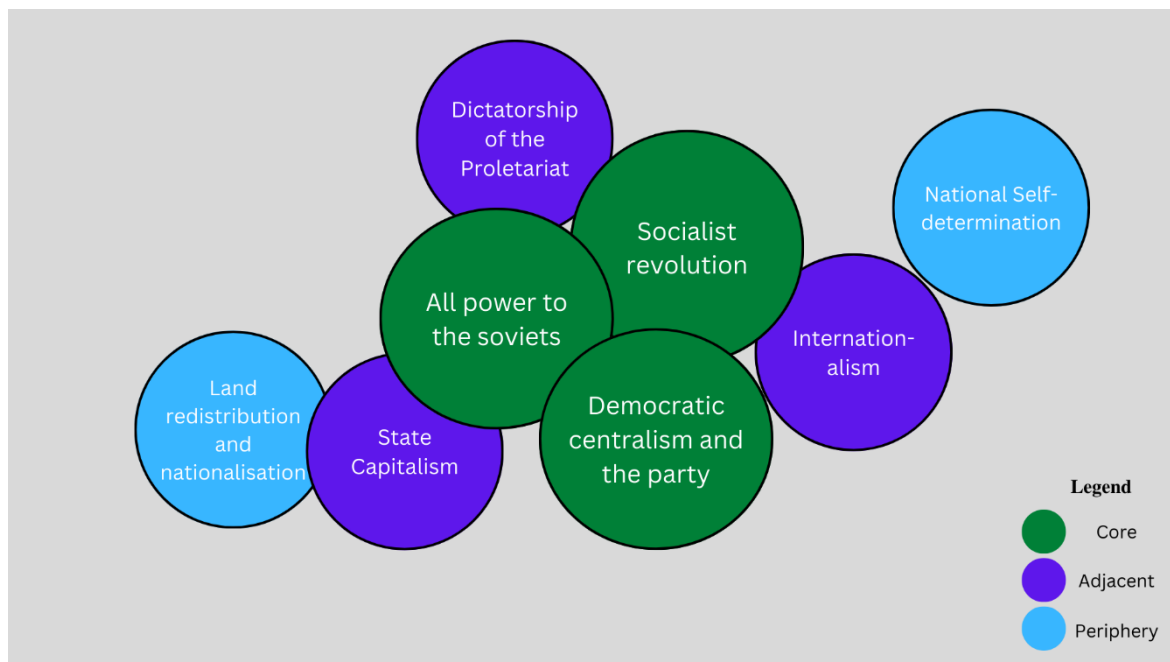 Dictatorship
of the
Proletariat
Socialist
revolution
National Self-
determination
All power to
the soviets
Internation-
alism
Land
redistribution
and
nationalisation
State
Capitalism
Democratic
centralism and
the party
Legend
Core
Adjacent
Periphery